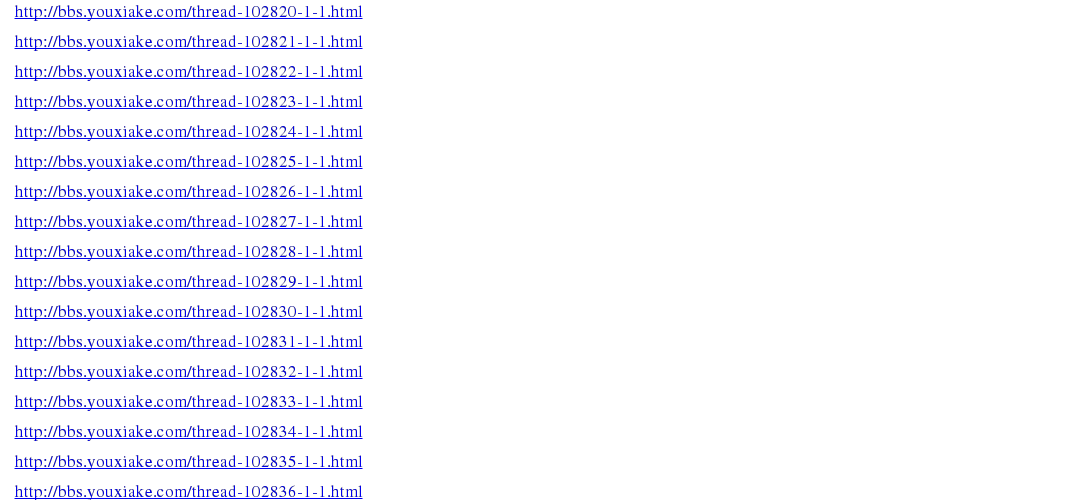 http://bbs.youxiake.com/thread-102820-1-1.html
http://bbs.youxiake.com/thread-102821-1-1.html
http://bbs.youxiake.com/thread-102822-1-1.html
http://bbs.youxiake.com/thread-102823-1-1.html
http://bbs.youxiake.com/thread-102824-1-1.html
http://bbs.youxiake.com/thread-102825-1-1.html
http://bbs.youxiake.com/thread-102826-1-1.html
http://bbs.youxiake.com/thread-102827-1-1.html
http://bbs.youxiake.com/thread-102828-1-1.html
http://bbs.youxiake.com/thread-102829-1-1.html
http://bbs.youxiake.com/thread-102830-1-1.html
http://bbs.youxiake.com/thread-102831-1-1.html
http://bbs.youxiake.com/thread-102832-1-1.html
http://bbs.youxiake.com/thread-102833-1-1.html
http://bbs.youxiake.com/thread-102834-1-1.html
http://bbs.youxiake.com/thread-102835-1-1.html
http://bbs.youxiake.com/thread-102836-1-1.html